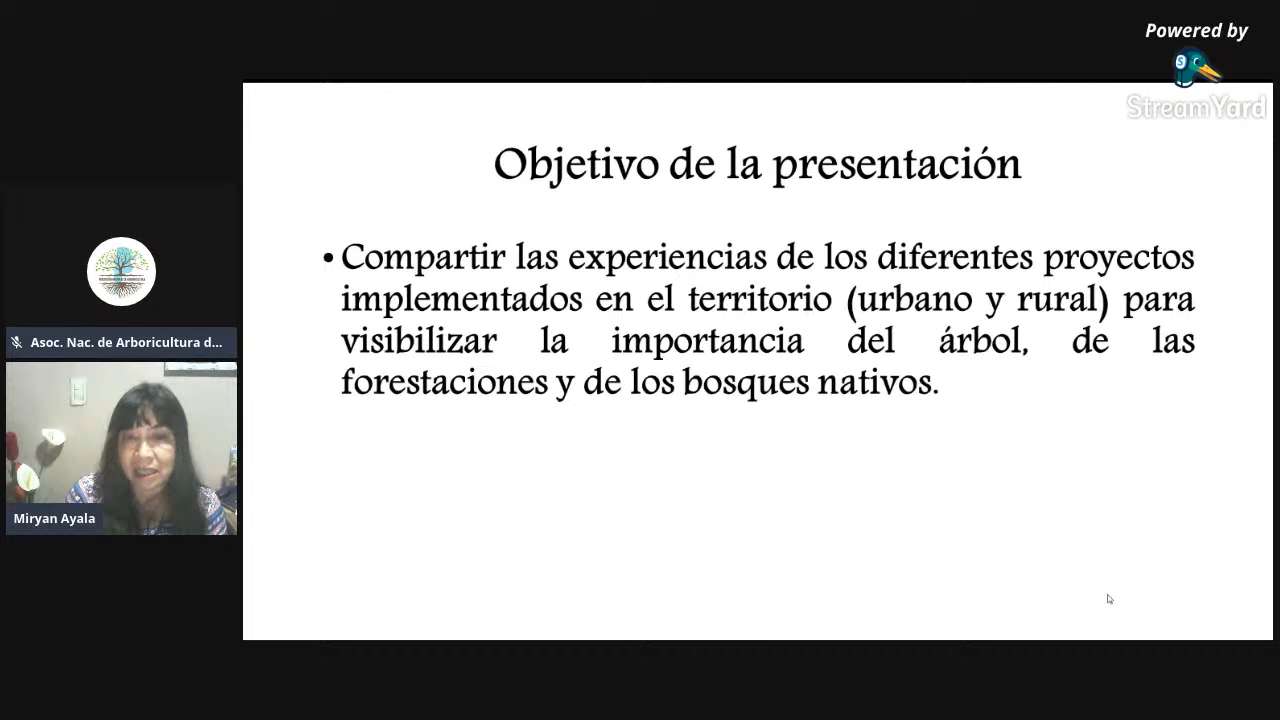 Powered by
StreamYard
Objetivo de la presentación
• Compartir las experiencias de los diferentes proyectos
implementados en el territorio (urbano y rural) para
visibilizar la importancia del árbol, de las
forestaciones y de los bosques nativos.
Asoc. Nac. de Arboricultura d...
Miryan Ayala